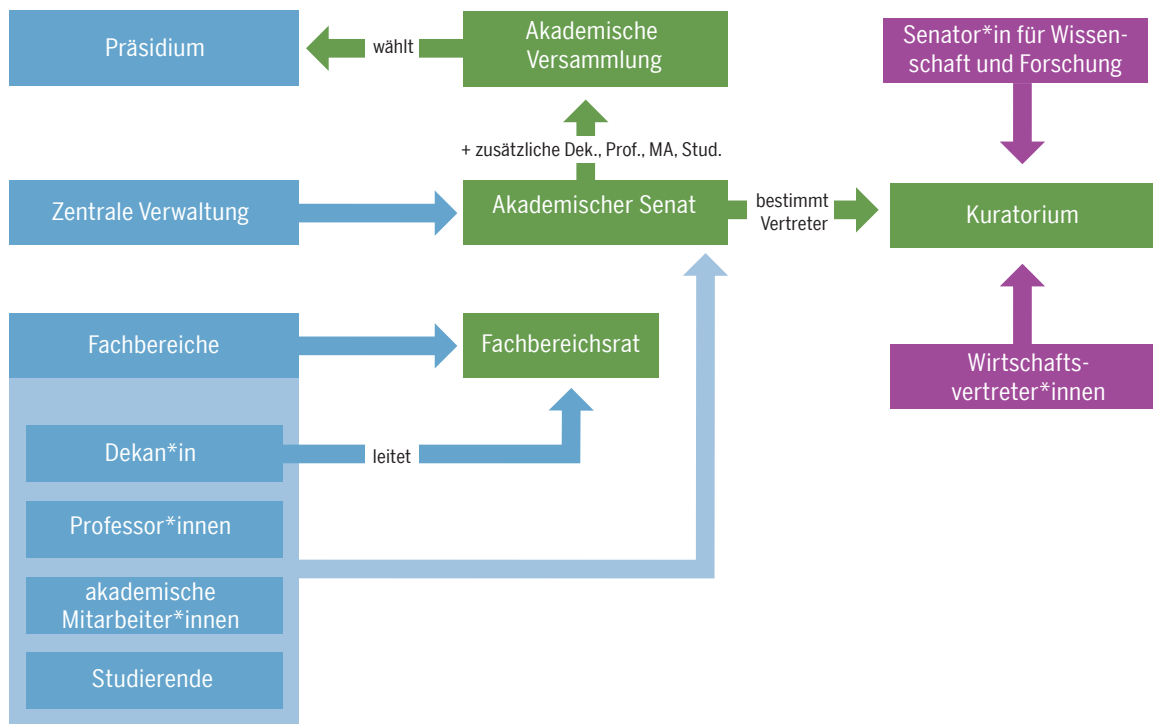 Präsidium
wählt
Akademische
Versammlung
Senator*in für Wissen-
schaft und Forschung
+ zusätzliche Dek., Prof., MA, Stud.
Zentrale Verwaltung
Akademischer Senat
bestimmt
Vertreter
Kuratorium
Fachbereiche
Fachbereichsrat
Wirtschafts-
vertreter*innen
Dekan*in
leitet
Professor*innen
akademische
Mitarbeiter*innen
Studierende